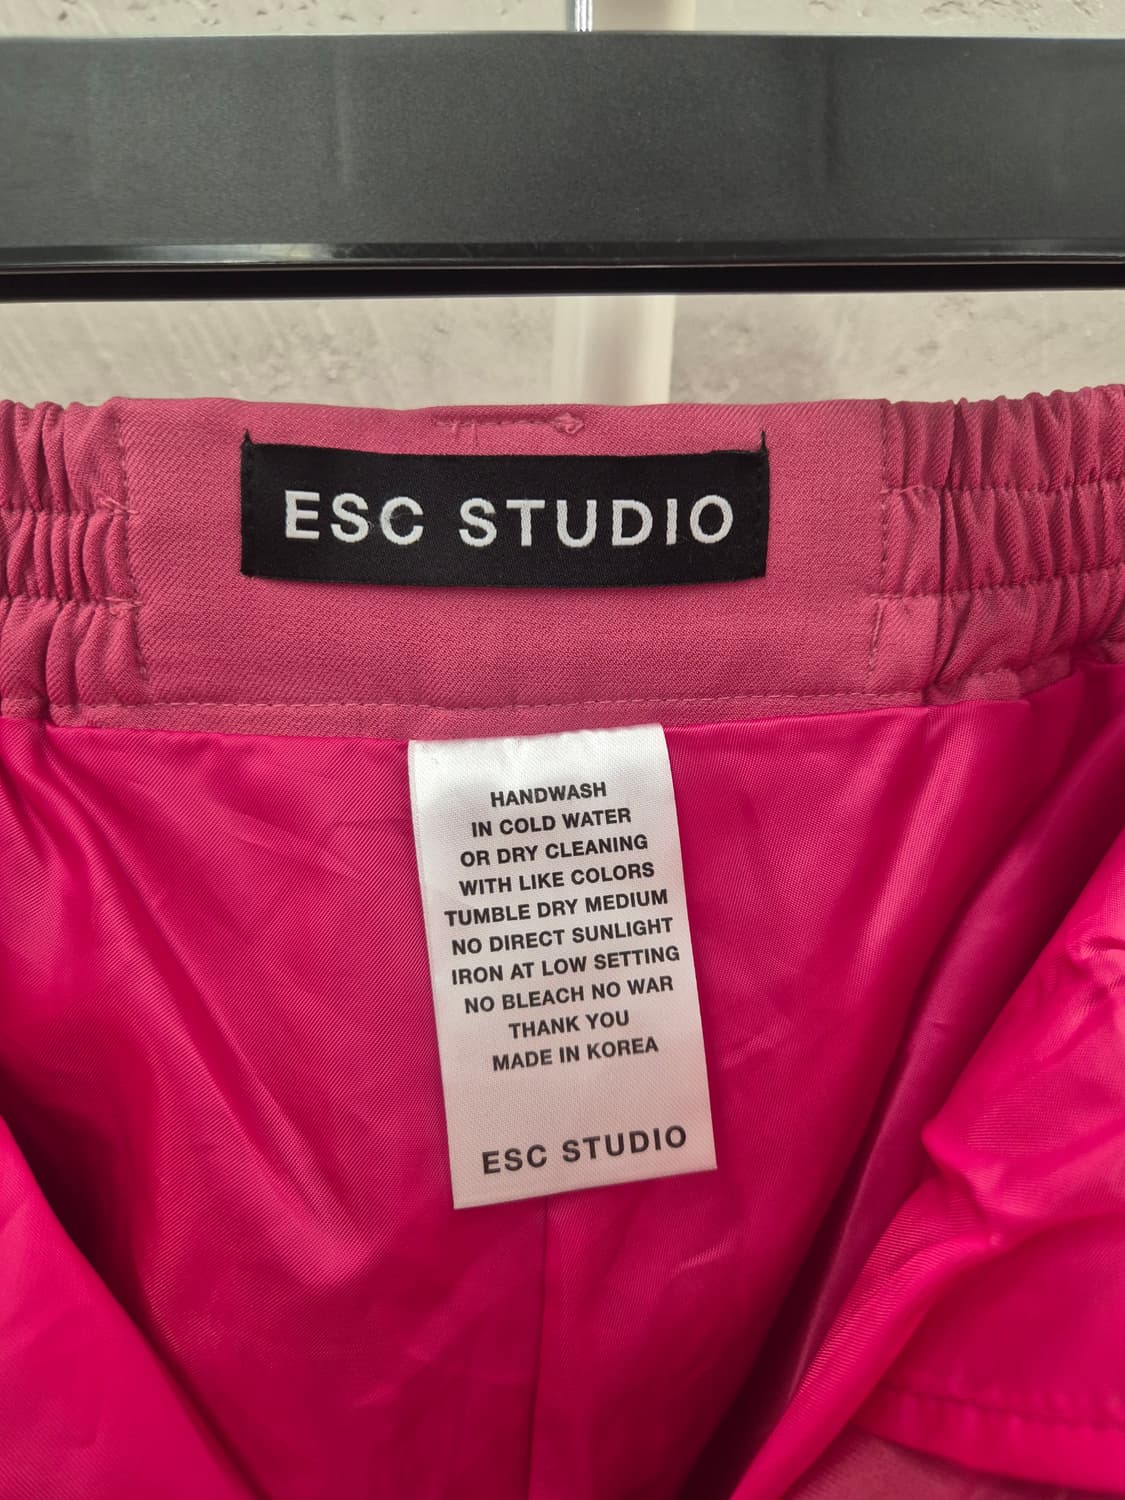 ESC STUDIO
HANDWASH
IN COLD WATER
OR DRY CLEANING
WITH LIKE COLORS
TUMBLE DRY MEDIUM
NO DIRECT SUNLIGHT
IRON AT LOW SETTING
NO BLEACH NO WAR
THANK YOU
MADE IN KOREA
ESC STUDIO